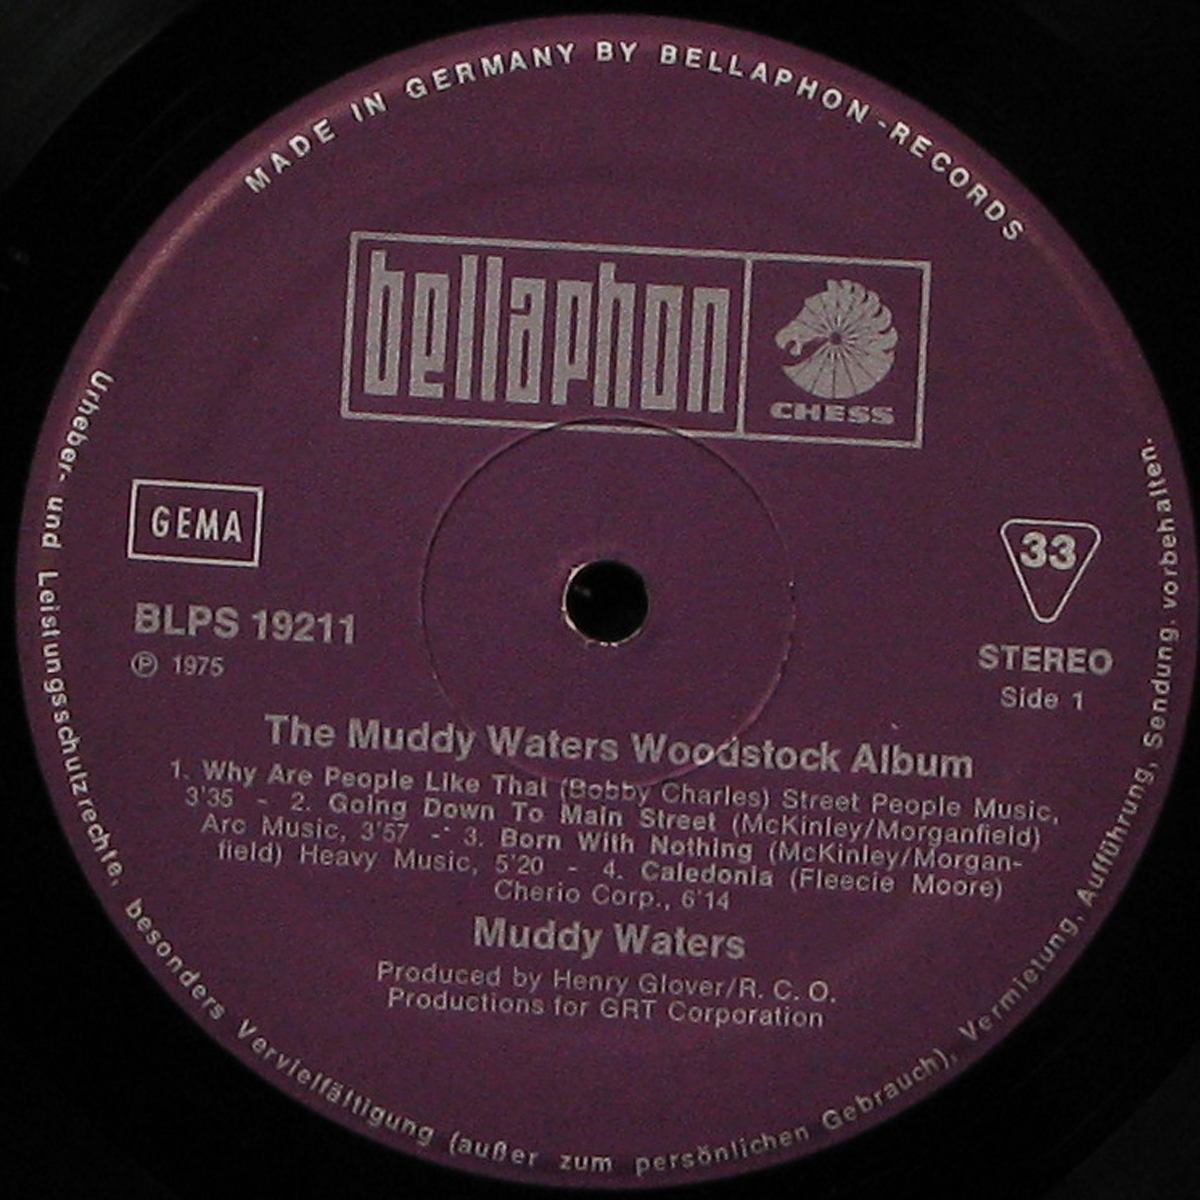 MADE IN GERMANY BY BELLAPHON-RECORDS
bellaphon
CHESS
GEMA
33
BLPS 19211
STEREO
℗ 1975
Side 1
The Muddy Waters Woodstock Album
1. Why Are People Like That (Bobby Charles) Street People Music,
3'35 - 2. Going Down To Main Street (McKinley/Morganfield)
Arc Music, 3'57 - 3. Born With Nothing (McKinley/Morgan-
field) Heavy Music, 5'20 - 4. Caledonia (Fleecie Moore)
Cherio Corp., 6'14
Muddy Waters
Produced by Henry Glover/R. C. O.
Productions for GRT Corporation
Urheber- und Leistungsschutzrechte, besonders Vervielfältigung (außer zum persönlichen Gebrauch), Vermietung, Aufführung, Sendung, vorbehalten.